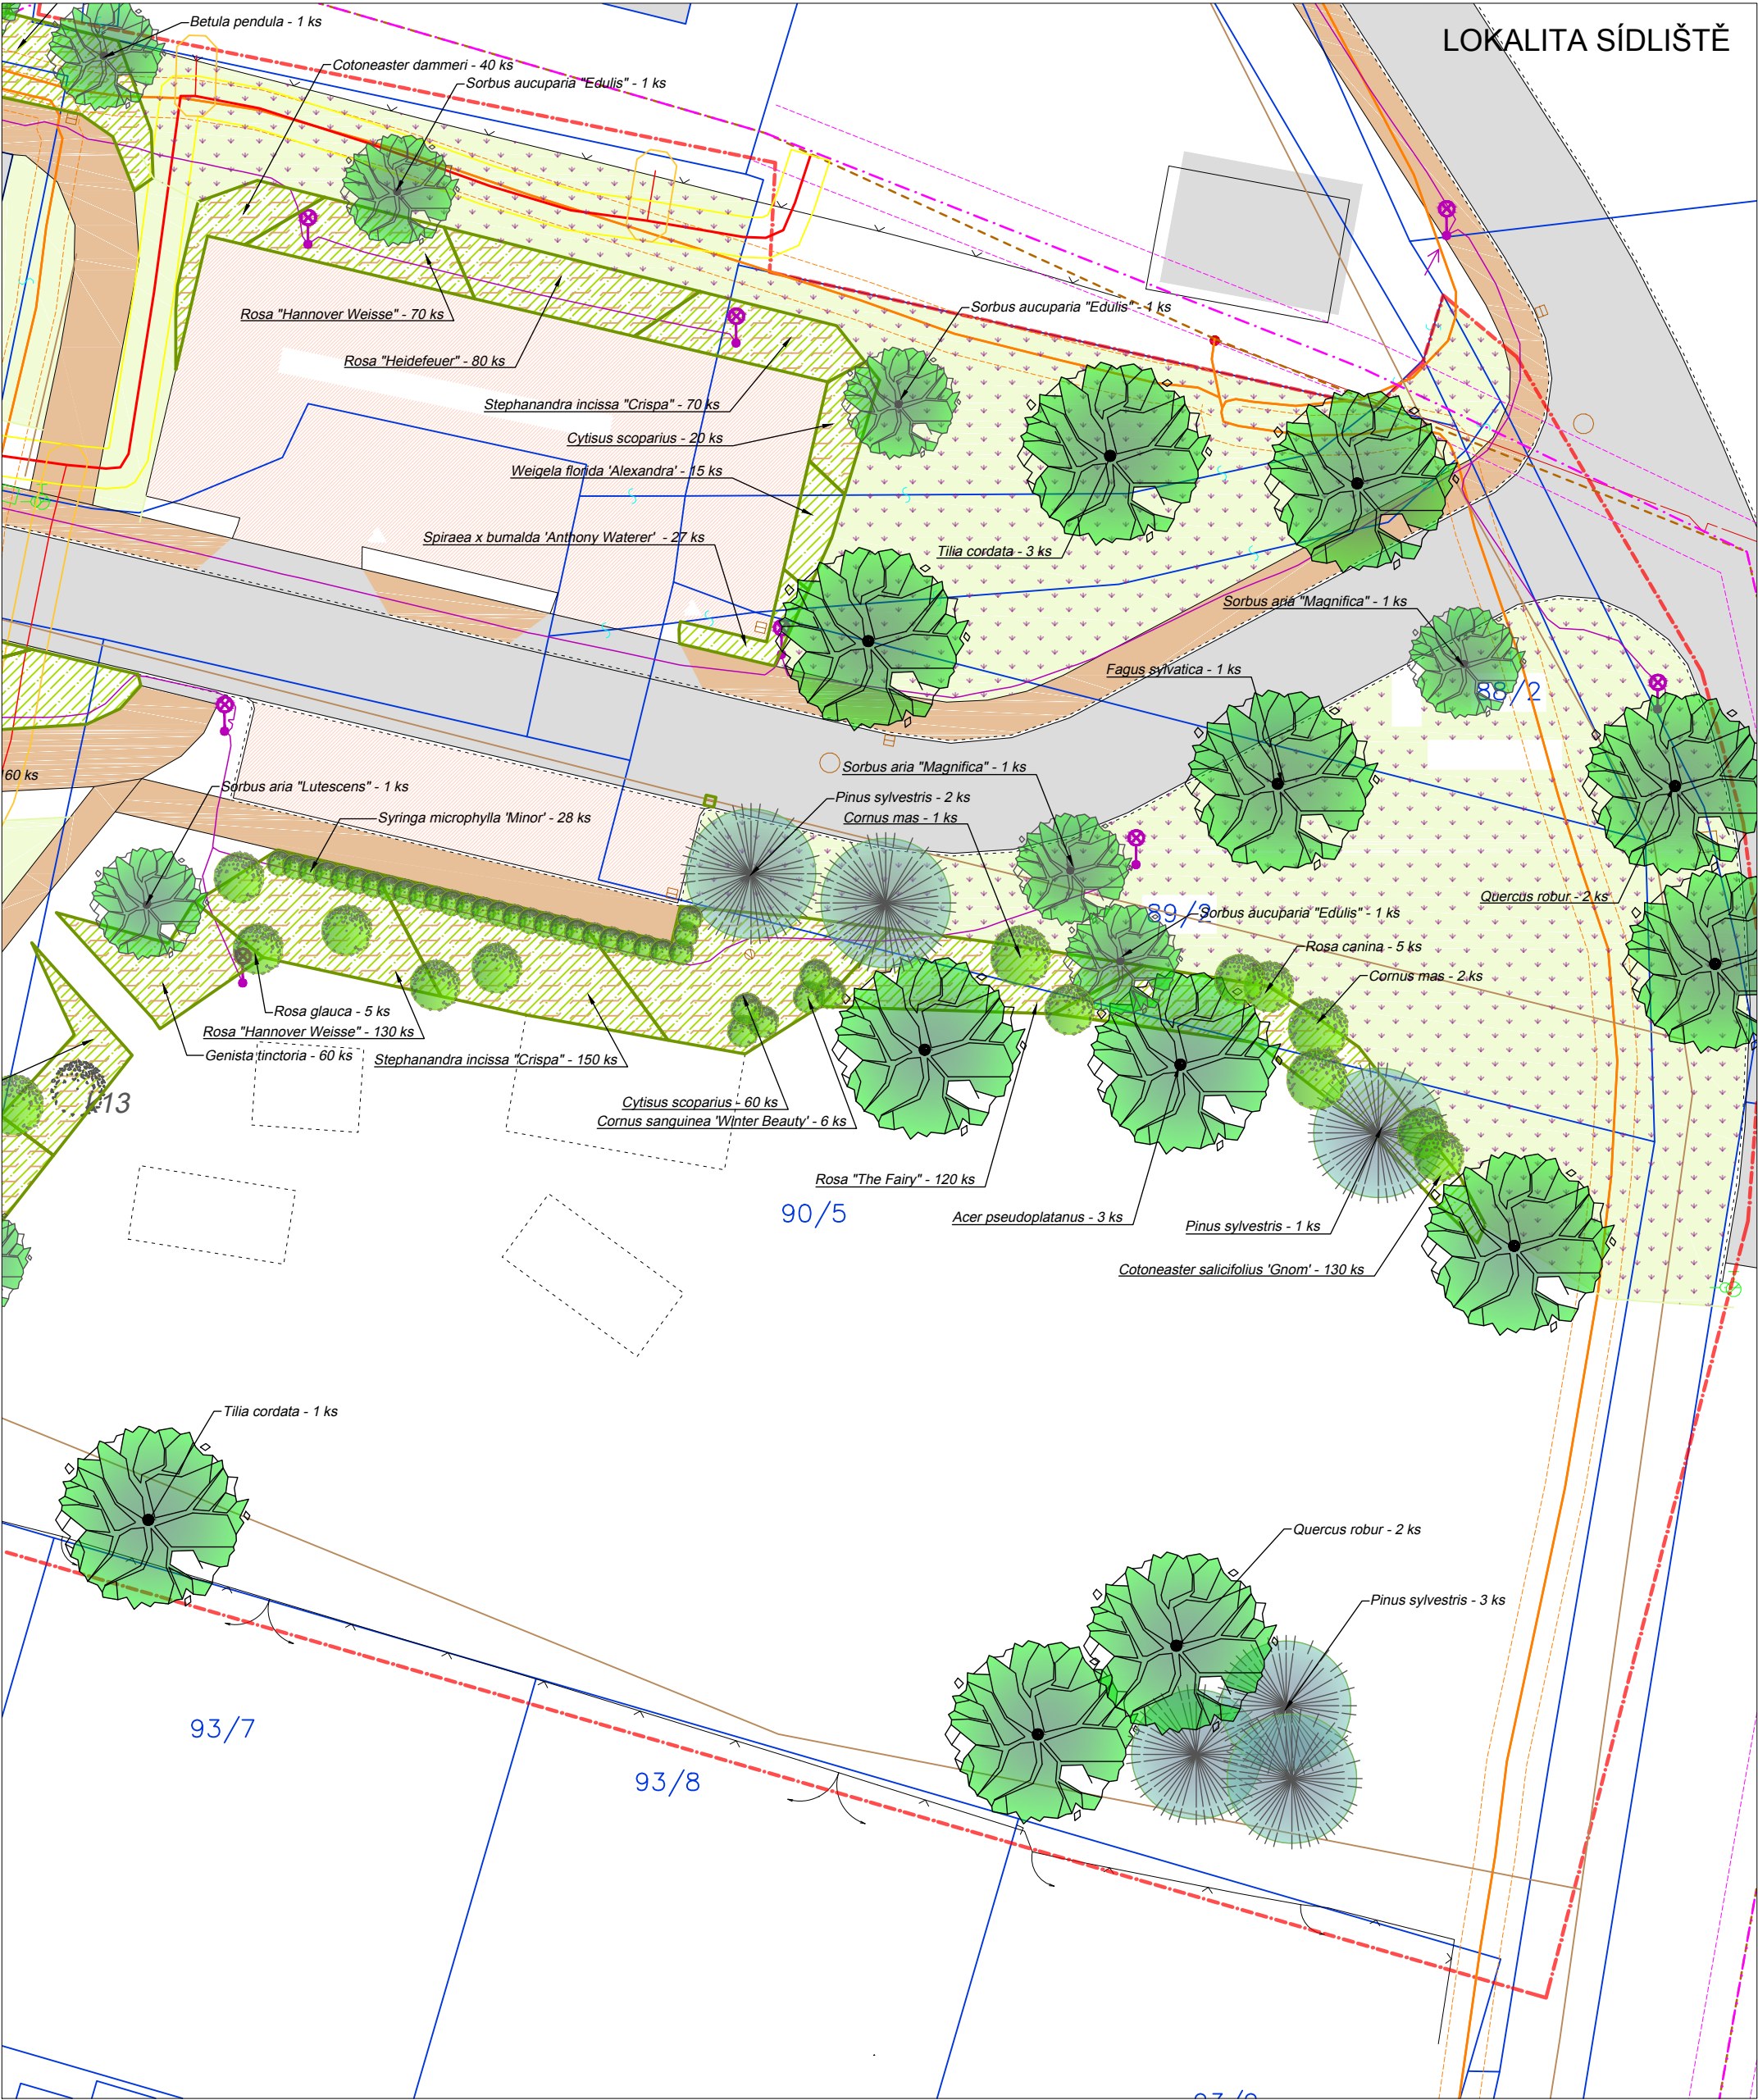 LOKALITA SÍDLIŠTĚ
Betula pendula - 1 ks
Cotoneaster dammeri - 40 ks
Sorbus aucuparia "Edulis" - 1 ks
Sorbus aucuparia "Edulis" - 1 ks
Rosa "Hannover Weisse" - 70 ks
Rosa "Heidefeuer" - 80 ks
Stephanandra incissa "Crispa" - 70 ks
Cytisus scoparius - 20 ks
Weigela florida 'Alexandra' - 15 ks
Spiraea x bumalda 'Anthony Waterer' - 27 ks
Tilia cordata - 3 ks
Sorbus aria "Magnifica" - 1 ks
Fagus sylvatica - 1 ks
88/2
Sorbus aria "Magnifica" - 1 ks
60 ks
Sorbus aria "Lutescens" - 1 ks
Pinus sylvestris - 2 ks
Syringa microphylla 'Minor' - 28 ks
Cornus mas - 1 ks
Quercus robur - 2 ks
89/2
Sorbus aucuparia "Edulis" - 1 ks
Rosa canina - 5 ks
Cornus mas - 2 ks
Rosa glauca - 5 ks
Rosa "Hannover Weisse" - 130 ks
Genista tinctoria - 60 ks
Stephanandra incissa "Crispa" - 150 ks
k13
Cytisus scoparius - 60 ks
Cornus sanguinea 'WInter Beauty' - 6 ks
Rosa "The Fairy" - 120 ks
90/5
Acer pseudoplatanus - 3 ks
Pinus sylvestris - 1 ks
Cotoneaster salicifolius 'Gnom' - 130 ks
Tilia cordata - 1 ks
Quercus robur - 2 ks
Pinus sylvestris - 3 ks
93/7
93/8